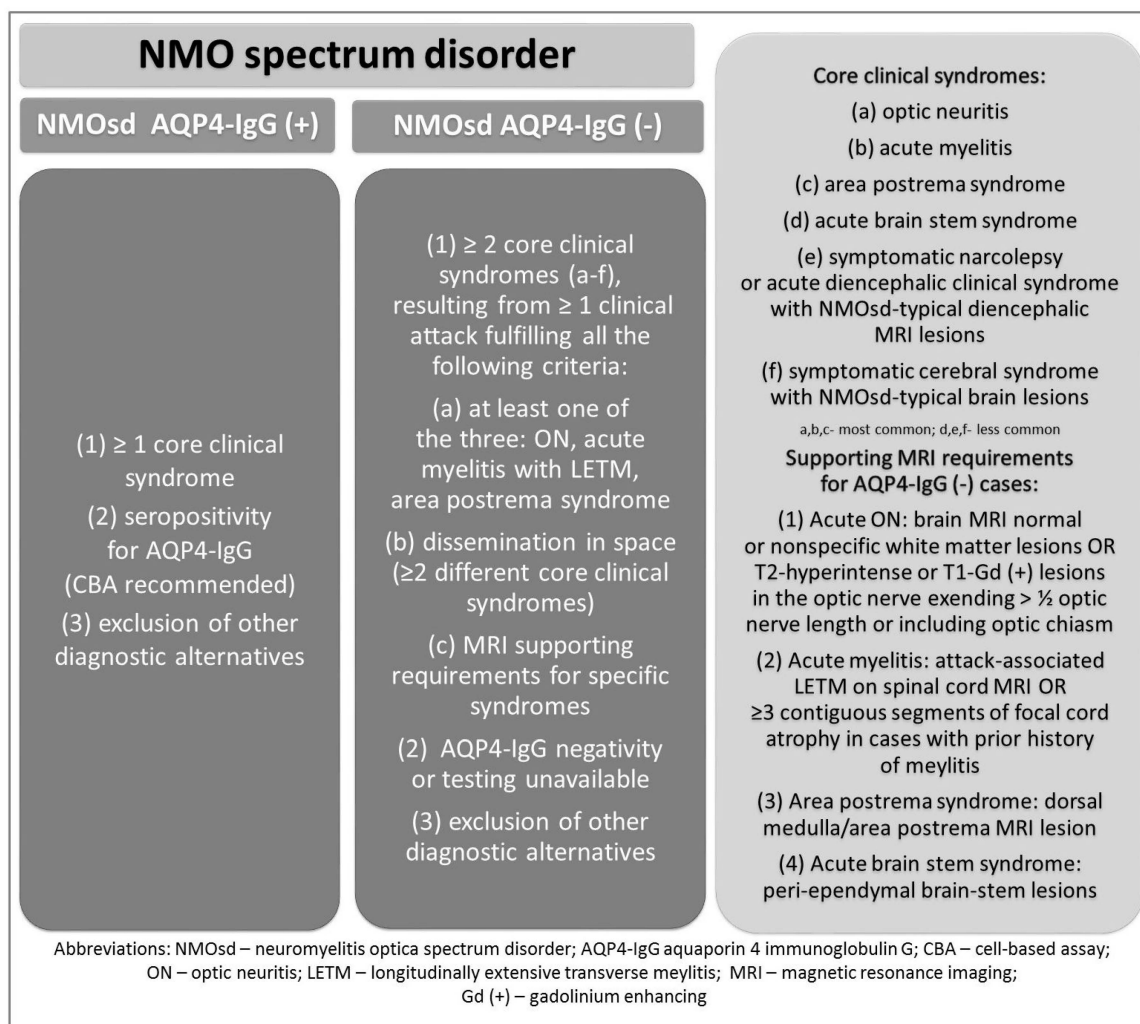 NMO spectrum disorder
NMOsd AQP4-IgG (+)
(1) ≥ 1 core clinical
syndrome
(2) seropositivity
for AQP4-IgG
(CBA recommended)
(3) exclusion of other
diagnostic alternatives
NMOsd AQP4-IgG (-)
(1) ≥ 2 core clinical
syndromes (a-f),
resulting from ≥ 1 clinical
attack fulfilling all the
following criteria:
(a) at least one of
the three: ON, acute
myelitis with LETM,
area postrema syndrome
(b) dissemination in space
(≥2 different core clinical
syndromes)
(c) MRI supporting
requirements for specific
syndromes
(2) AQP4-IgG negativity
or testing unavailable
(3) exclusion of other
diagnostic alternatives
Core clinical syndromes:
(a) optic neuritis
(b) acute myelitis
(c) area postrema syndrome
(d) acute brain stem syndrome
(e) symptomatic narcolepsy
or acute diencephalic clinical syndrome
with NMOsd-typical diencephalic
MRI lesions
(f) symptomatic cerebral syndrome
with NMOsd-typical brain lesions
a,b,c- most common; d,e,f- less common
Supporting MRI requirements
for AQP4-IgG (-) cases:
(1) Acute ON: brain MRI normal
or nonspecific white matter lesions OR
T2-hyperintense or T1-Gd (+) lesions
in the optic nerve exending > ½ optic
nerve length or including optic chiasm
(2) Acute myelitis: attack-associated
LETM on spinal cord MRI OR
≥3 contiguous segments of focal cord
atrophy in cases with prior history
of meylitis
(3) Area postrema syndrome: dorsal
medulla/area postrema MRI lesion
(4) Acute brain stem syndrome:
peri-ependymal brain-stem lesions
Abbreviations: NMOsd – neuromyelitis optica spectrum disorder; AQP4-IgG aquaporin 4 immunoglobulin G; CBA – cell-based assay;
ON – optic neuritis; LETM – longitudinally extensive transverse meylitis; MRI – magnetic resonance imaging;
Gd (+) – gadolinium enhancing